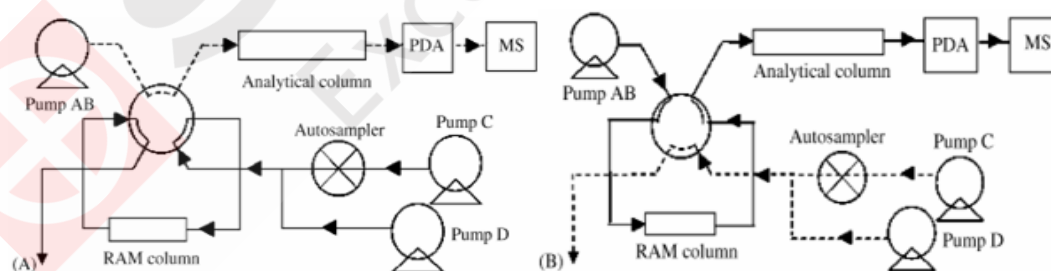 PDA
MS
Analytical column
Pump AB
Autosampler
Pump C
Pump D
RAM column
(A)
PDA
MS
Analytical column
Pump AB
Autosampler
Pump C
Pump D
RAM column
(B)